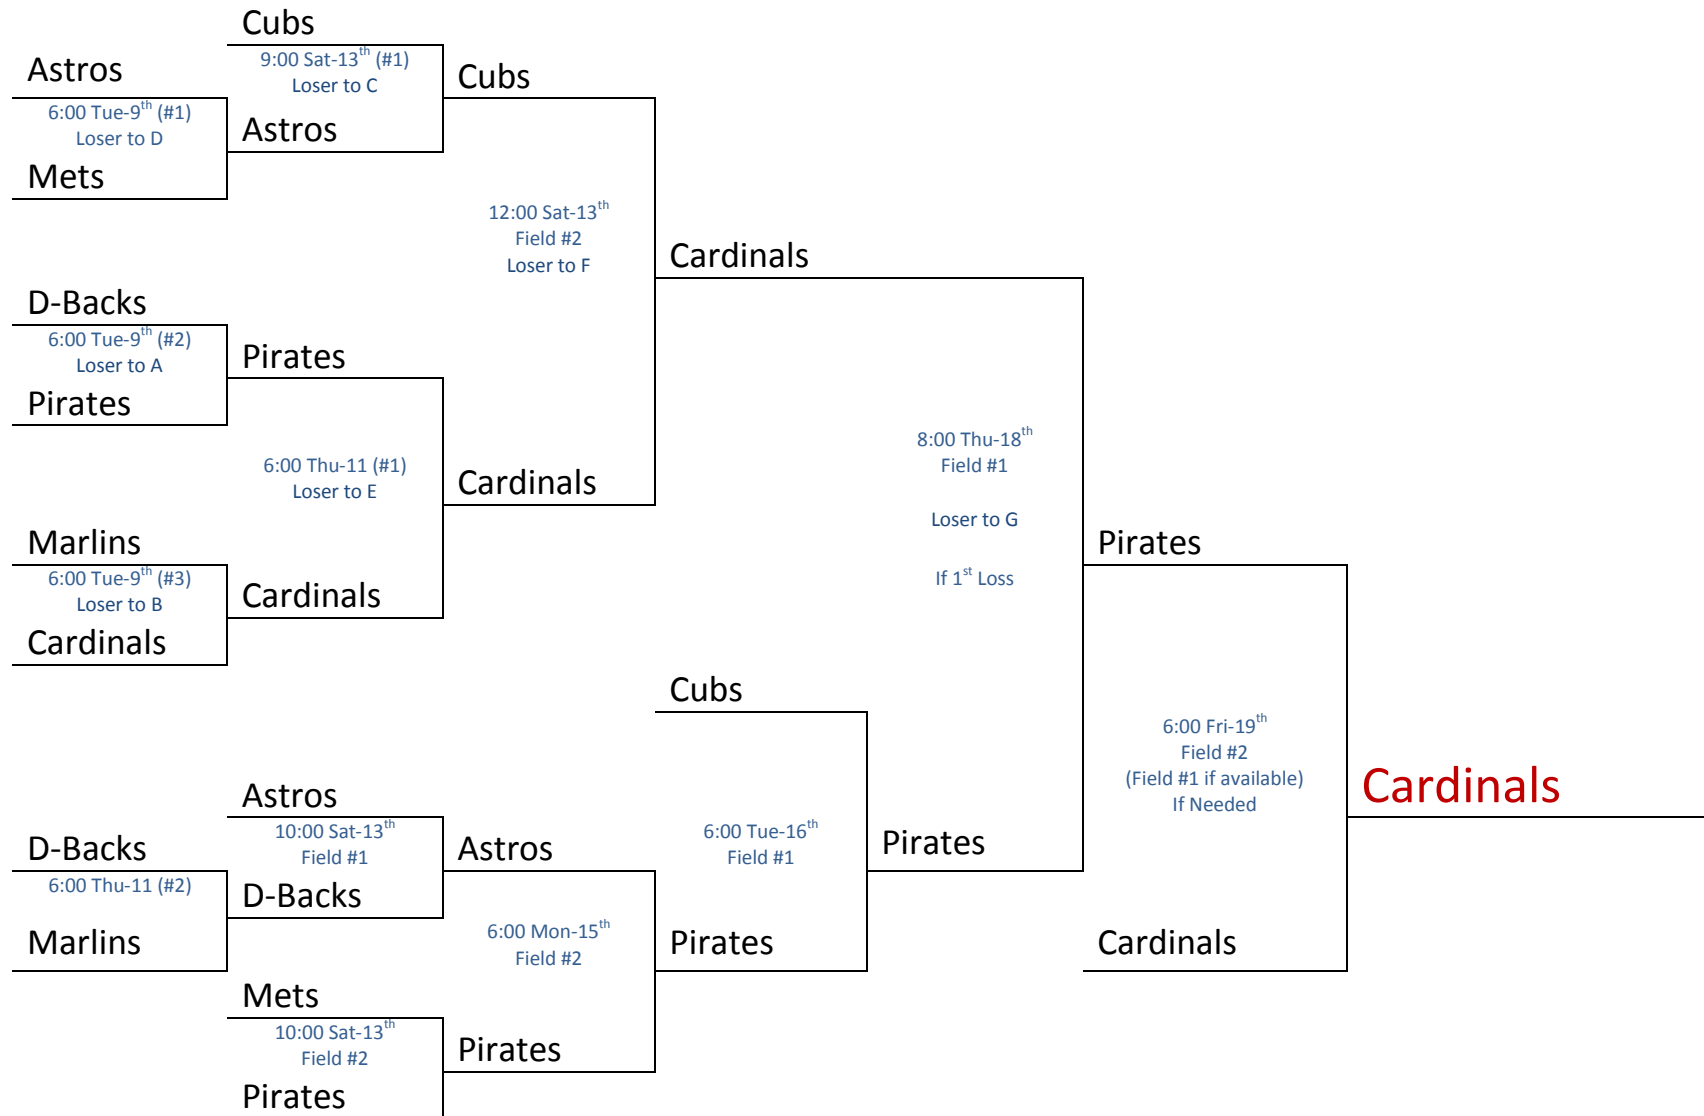 Cubs
9:00 Sat-13th (#1)
Loser to C
Astros
Cubs
6:00 Tue-9th (#1)
Loser to D
Astros
Mets
12:00 Sat-13th
Field #2
Loser to F
Cardinals
D-Backs
6:00 Tue-9th (#2)
Loser to A
Pirates
Pirates
6:00 Thu-11 (#1)
Loser to E
Cardinals
8:00 Thu-18th
Field #1
Loser to G
If 1st Loss
Marlins
6:00 Tue-9th (#3)
Loser to B
Cardinals
Cardinals
Pirates
Cubs
6:00 Fri-19th
Field #2
(Field #1 if available)
If Needed
Cardinals
Astros
10:00 Sat-13th
Field #1
Astros
6:00 Tue-16th
Field #1
Pirates
D-Backs
6:00 Thu-11 (#2)
D-Backs
Marlins
6:00 Mon-15th
Field #2
Pirates
Cardinals
Mets
10:00 Sat-13th
Field #2
Pirates
Pirates